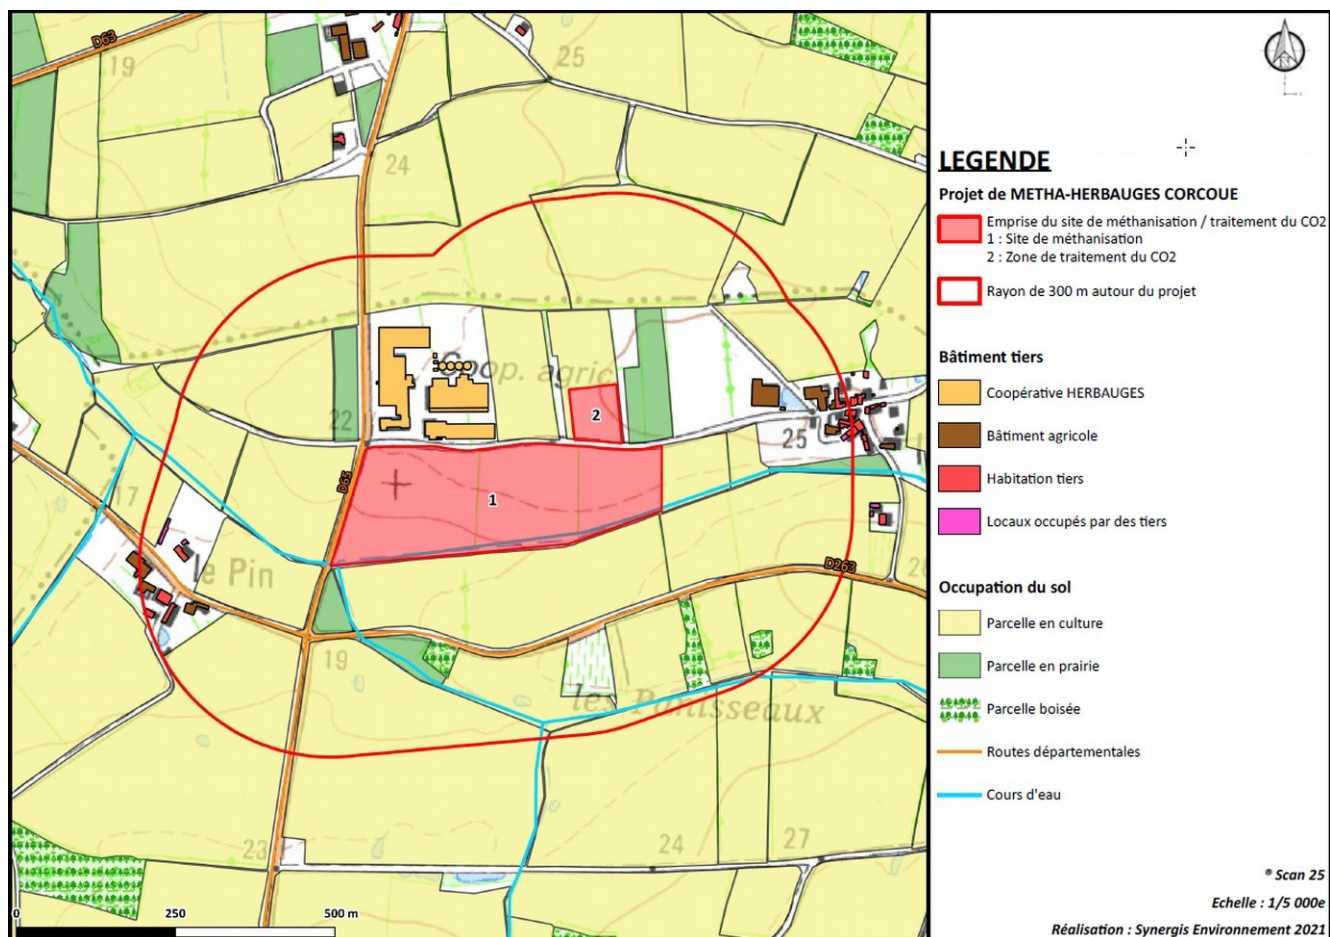 D63
19
25
24
Coop. agric
22
2
25
D65
1
17
le Pin
D263
19
les Panisseaux
23
24
27
0 250 500 m
LEGENDE
Projet de METHA-HERBAUGES CORCOUE
Emprise du site de méthanisation / traitement du CO2
1 : Site de méthanisation
2 : Zone de traitement du CO2
Rayon de 300 m autour du projet
Bâtiment tiers
Coopérative HERBAUGES
Bâtiment agricole
Habitation tiers
Locaux occupés par des tiers
Occupation du sol
Parcelle en culture
Parcelle en prairie
Parcelle boisée
Routes départementales
Cours d'eau
® Scan 25
Echelle : 1/5 000e
Réalisation : Synergis Environnement 2021